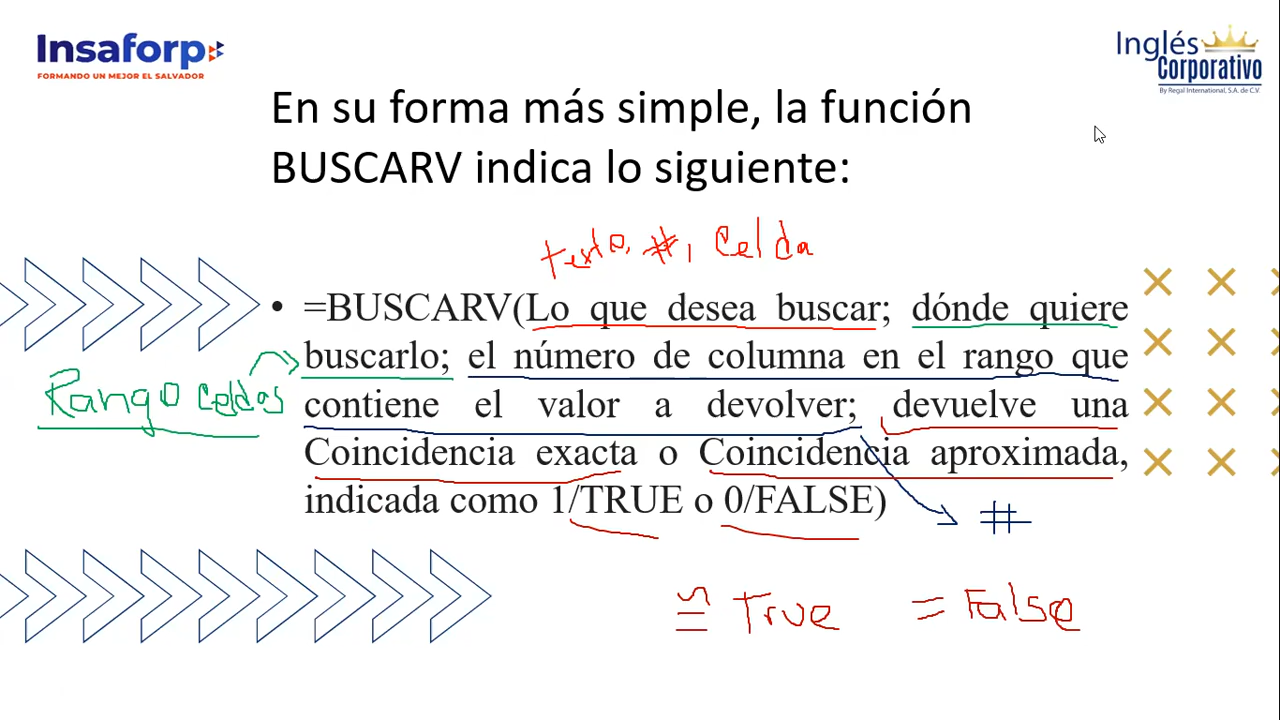 Insaforp
FORMANDO UN MEJOR EL SALVADOR
Inglés
Corporativo
By Regal International, S.A. de C.V.
En su forma más simple, la función
BUSCARV indica lo siguiente:
texto, #, Celda
• =BUSCARV(Lo que desea buscar; dónde quiere
buscarlo; el número de columna en el rango que
Rango Celdas
contiene el valor a devolver; devuelve una
Coincidencia exacta o Coincidencia aproximada,
indicada como 1/TRUE o 0/FALSE)
#
≅ True = False